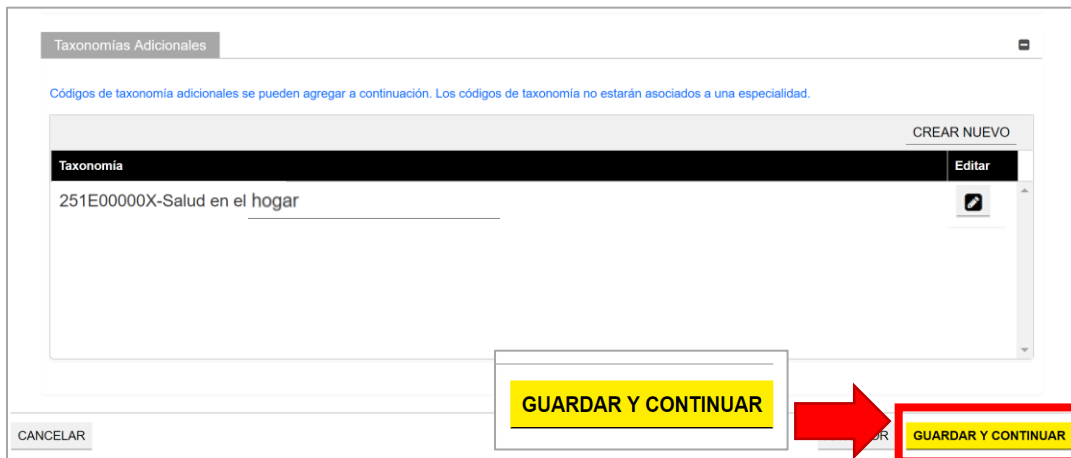 Taxonomías Adicionales
Códigos de taxonomía adicionales se pueden agregar a continuación. Los códigos de taxonomía no estarán asociados a una especialidad.
CREAR NUEVO
Taxonomía Editar
251E00000X-Salud en el hogar
GUARDAR Y CONTINUAR
CANCELAR GUARDAR Y CONTINUAR